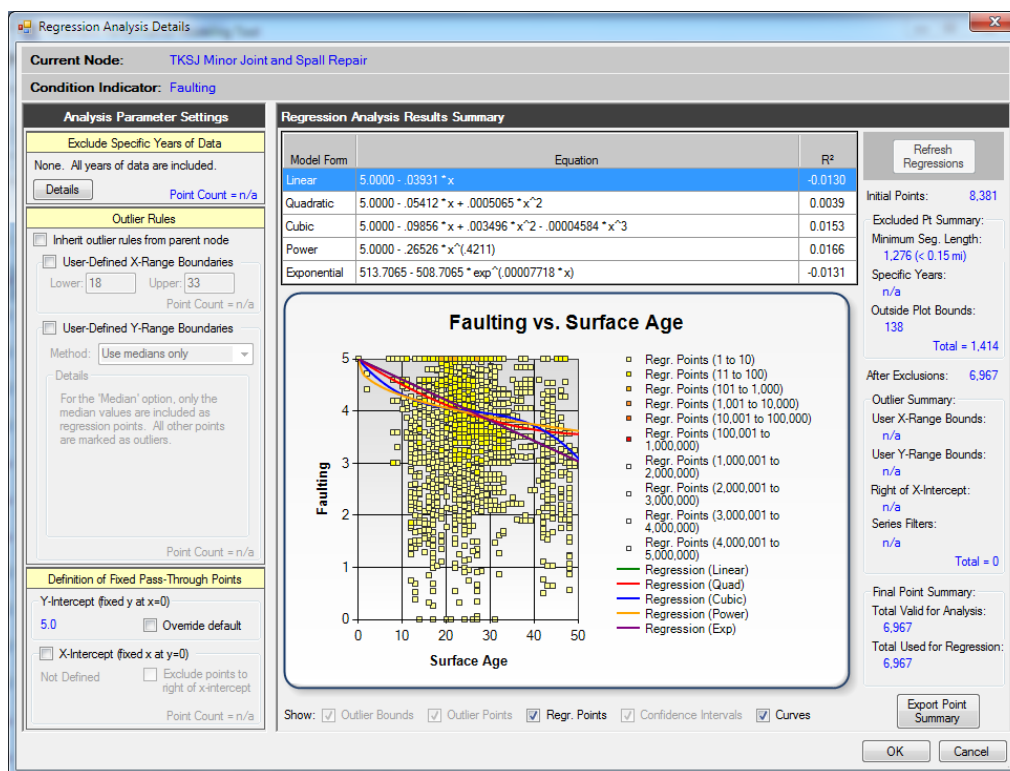 Regression Analysis Details
Current Node: TKSJ Minor Joint and Spall Repair
Condition Indicator: Faulting
Analysis Parameter Settings
Exclude Specific Years of Data
None. All years of data are included.
Details
Point Count = n/a
Outlier Rules
Inherit outlier rules from parent node
User-Defined X-Range Boundaries
Lower: 18 Upper: 33
Point Count = n/a
User-Defined Y-Range Boundaries
Method: Use medians only
Details
For the 'Median' option, only the
median values are included as
regression points. All other points
are marked as outliers.
Point Count = n/a
Definition of Fixed Pass-Through Points
Y-Intercept (fixed y at x=0)
5.0 Override default
X-Intercept (fixed x at y=0)
Not Defined
Exclude points to
right of x-intercept
Point Count = n/a
Regression Analysis Results Summary
Model Form Equation R²
Linear 5.0000 - .03931 * x -0.0130
Quadratic 5.0000 - .05412 * x + .0005065 * x^2 0.0039
Cubic 5.0000 - .09856 * x + .003496 * x^2 - .00004584 * x^3 0.0153
Power 5.0000 - .26526 * x^(.4211) 0.0166
Exponential 513.7065 - 508.7065 * exp^(.00007718 * x) -0.0131
Faulting vs. Surface Age
Faulting
5
4
3
2
1
0
0 10 20 30 40 50
Surface Age
Regr. Points (1 to 10)
Regr. Points (11 to 100)
Regr. Points (101 to 1,000)
Regr. Points (1,001 to 10,000)
Regr. Points (10,001 to 100,000)
Regr. Points (100,001 to
1,000,000)
Regr. Points (1,000,001 to
2,000,000)
Regr. Points (2,000,001 to
3,000,000)
Regr. Points (3,000,001 to
4,000,000)
Regr. Points (4,000,001 to
5,000,000)
Regression (Linear)
Regression (Quad)
Regression (Cubic)
Regression (Power)
Regression (Exp)
Show: Outlier Bounds Outlier Points Regr. Points Confidence Intervals Curves
Refresh
Regressions
Initial Points: 8,381
Excluded Pt Summary:
Minimum Seg. Length:
1,276 (< 0.15 mi)
Specific Years:
n/a
Outside Plot Bounds:
138
Total = 1,414
After Exclusions: 6,967
Outlier Summary:
User X-Range Bounds:
n/a
User Y-Range Bounds:
n/a
Right of X-Intercept:
n/a
Series Filters:
n/a
Total = 0
Final Point Summary:
Total Valid for Analysis:
6,967
Total Used for Regression:
6,967
Export Point
Summary
OK Cancel